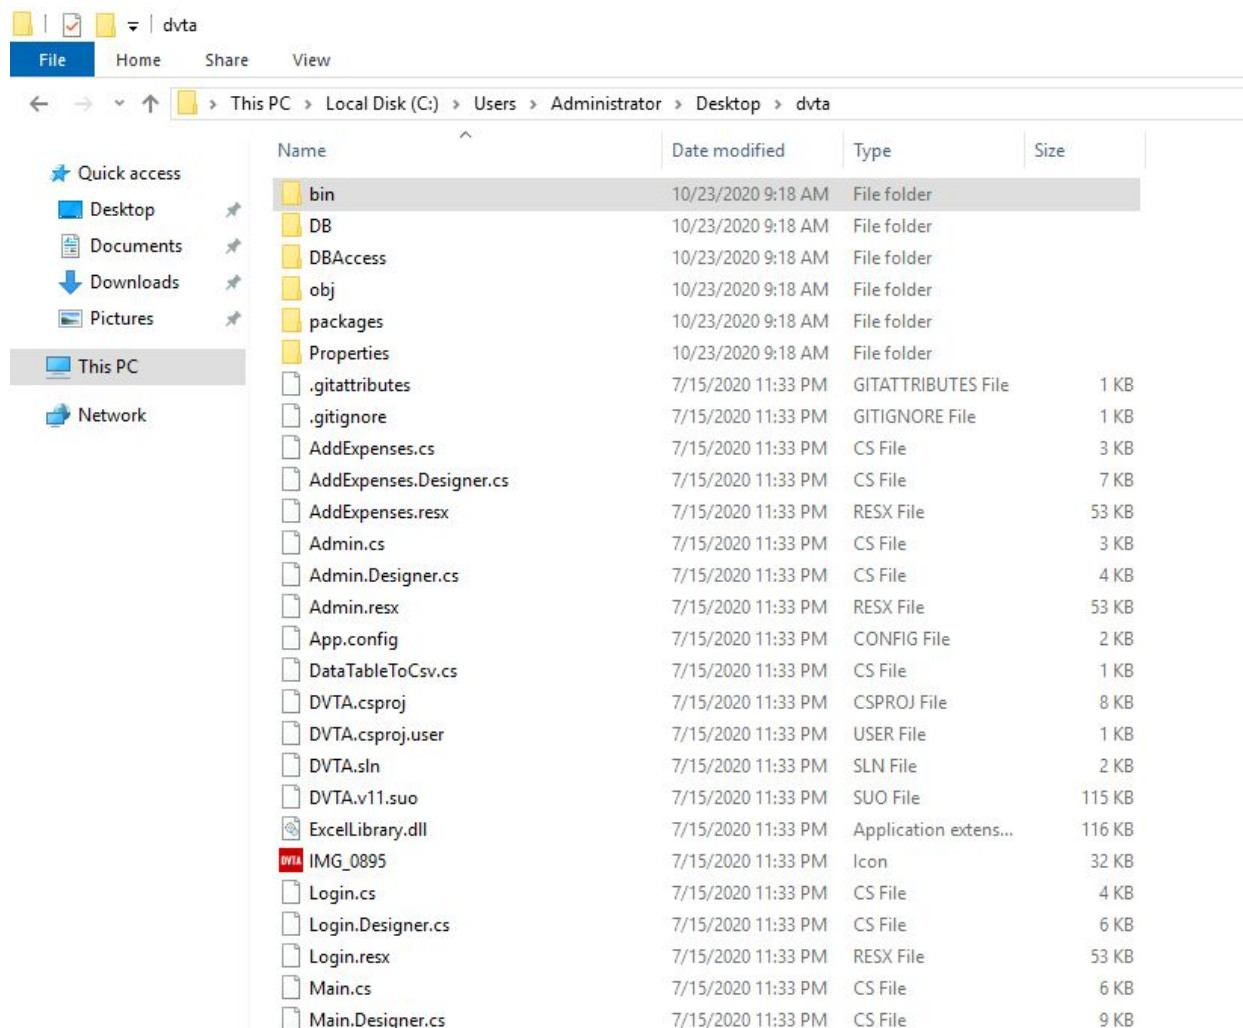 dvta
File Home Share View
This PC > Local Disk (C:) > Users > Administrator > Desktop > dvta
Name Date modified Type Size
Quick access
Desktop
Documents
Downloads
Pictures
This PC
Network
bin 10/23/2020 9:18 AM File folder
DB 10/23/2020 9:18 AM File folder
DBAccess 10/23/2020 9:18 AM File folder
obj 10/23/2020 9:18 AM File folder
packages 10/23/2020 9:18 AM File folder
Properties 10/23/2020 9:18 AM File folder
.gitattributes 7/15/2020 11:33 PM GITATTRIBUTES File 1 KB
.gitignore 7/15/2020 11:33 PM GITIGNORE File 1 KB
AddExpenses.cs 7/15/2020 11:33 PM CS File 3 KB
AddExpenses.Designer.cs 7/15/2020 11:33 PM CS File 7 KB
AddExpenses.resx 7/15/2020 11:33 PM RESX File 53 KB
Admin.cs 7/15/2020 11:33 PM CS File 3 KB
Admin.Designer.cs 7/15/2020 11:33 PM CS File 4 KB
Admin.resx 7/15/2020 11:33 PM RESX File 53 KB
App.config 7/15/2020 11:33 PM CONFIG File 2 KB
DataTableToCsv.cs 7/15/2020 11:33 PM CS File 1 KB
DVTA.csproj 7/15/2020 11:33 PM CSPROJ File 8 KB
DVTA.csproj.user 7/15/2020 11:33 PM USER File 1 KB
DVTA.sln 7/15/2020 11:33 PM SLN File 2 KB
DVTA.v11.suo 7/15/2020 11:33 PM SUO File 115 KB
ExcelLibrary.dll 7/15/2020 11:33 PM Application extens... 116 KB
DVTA IMG_0895 7/15/2020 11:33 PM Icon 32 KB
Login.cs 7/15/2020 11:33 PM CS File 4 KB
Login.Designer.cs 7/15/2020 11:33 PM CS File 6 KB
Login.resx 7/15/2020 11:33 PM RESX File 53 KB
Main.cs 7/15/2020 11:33 PM CS File 6 KB
Main.Designer.cs 7/15/2020 11:33 PM CS File 9 KB